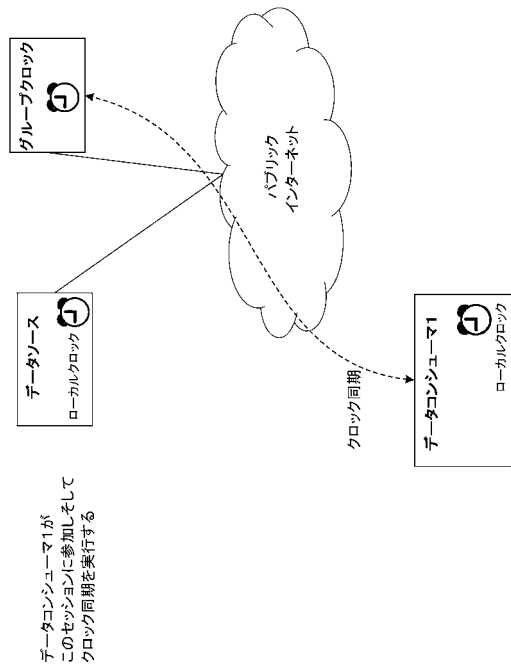 データコンシューマ1が
このセッションに参加しそして
クロック同期を実行する
データソース
ローカルクロック
グループクロック
パブリック
インターネット
クロック同期
データコンシューマ1
ローカルクロック